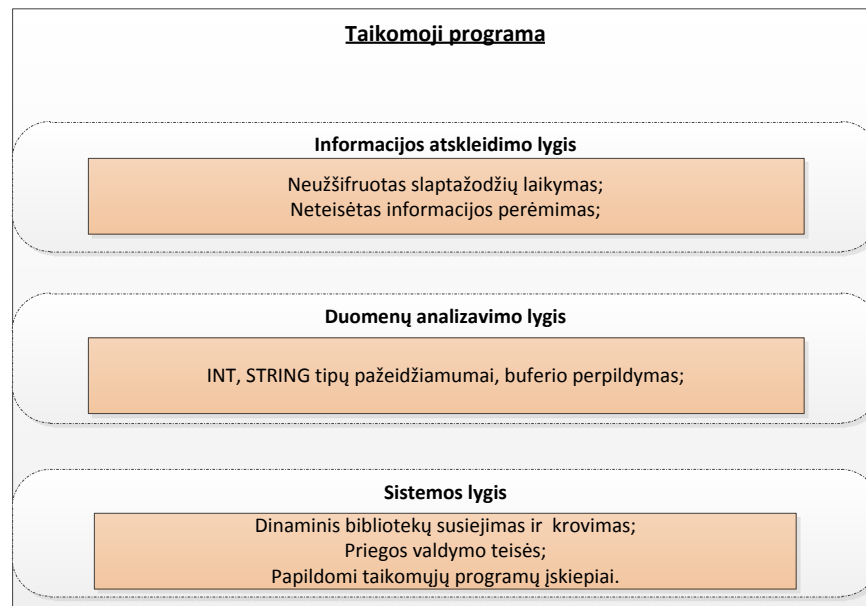 Taikomoji programa
Informacijos atskleidimo lygis
Neužšifruotas slaptažodžių laikymas;
Neteisėtas informacijos perėmimas;
Duomenų analizavimo lygis
INT, STRING tipų pažeidžiamumai, buferio perpildymas;
Sistemos lygis
Dinaminis bibliotekų susiejimas ir krovimas;
Priegos valdymo teisės;
Papildomi taikomųjų programų įskiepiai.